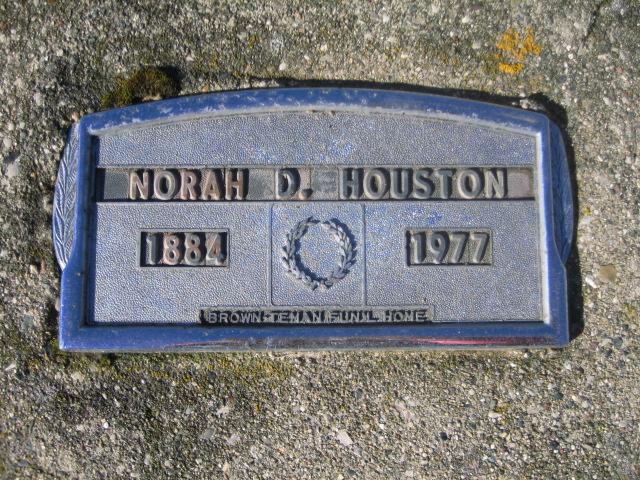 NORAH D. HOUSTON
1884 1977
BROWN-TEMAN FUN'L HOME